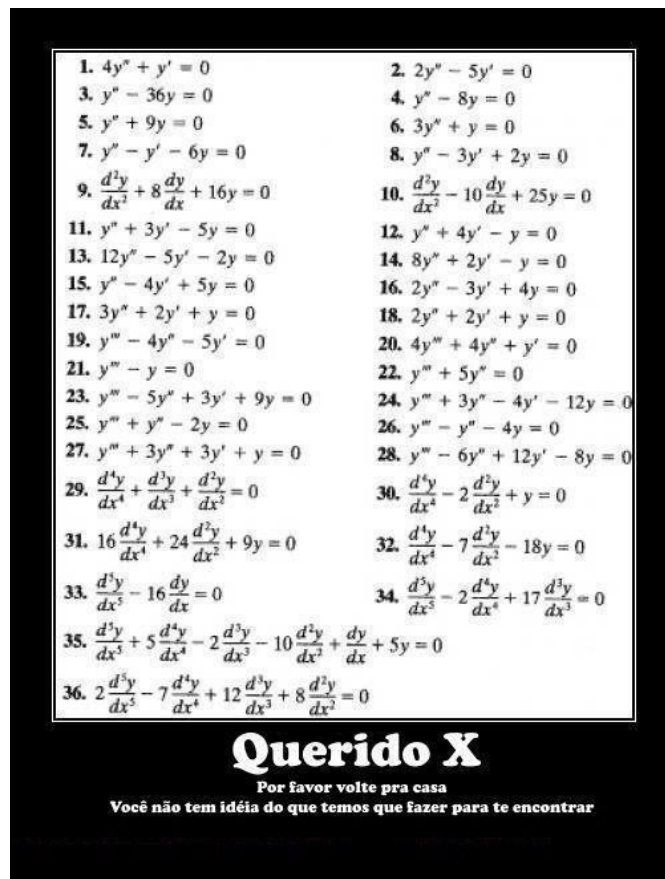 1. 4y″ + y′ = 0 2. 2y″ − 5y′ = 0
3. y″ − 36y = 0 4. y″ − 8y = 0
5. y″ + 9y = 0 6. 3y″ + y = 0
7. y″ − y′ − 6y = 0 8. y″ − 3y′ + 2y = 0
9. d²y/dx² + 8 dy/dx + 16y = 0 10. d²y/dx² − 10 dy/dx + 25y = 0
11. y″ + 3y′ − 5y = 0 12. y″ + 4y′ − y = 0
13. 12y″ − 5y′ − 2y = 0 14. 8y″ + 2y′ − y = 0
15. y″ − 4y′ + 5y = 0 16. 2y″ − 3y′ + 4y = 0
17. 3y″ + 2y′ + y = 0 18. 2y″ + 2y′ + y = 0
19. y‴ − 4y″ − 5y′ = 0 20. 4y‴ + 4y″ + y′ = 0
21. y‴ − y = 0 22. y‴ + 5y″ = 0
23. y‴ − 5y″ + 3y′ + 9y = 0 24. y‴ + 3y″ − 4y′ − 12y = 0
25. y‴ + y″ − 2y = 0 26. y‴ − y″ − 4y = 0
27. y‴ + 3y″ + 3y′ + y = 0 28. y‴ − 6y″ + 12y′ − 8y = 0
29. d⁴y/dx⁴ + d³y/dx³ + d²y/dx² = 0 30. d⁴y/dx⁴ − 2 d²y/dx² + y = 0
31. 16 d⁴y/dx⁴ + 24 d²y/dx² + 9y = 0 32. d⁴y/dx⁴ − 7 d²y/dx² − 18y = 0
33. d⁵y/dx⁵ − 16 dy/dx = 0 34. d⁵y/dx⁵ − 2 d⁴y/dx⁴ + 17 d³y/dx³ = 0
35. d⁵y/dx⁵ + 5 d⁴y/dx⁴ − 2 d³y/dx³ − 10 d²y/dx² + dy/dx + 5y = 0
36. 2 d⁵y/dx⁵ − 7 d⁴y/dx⁴ + 12 d³y/dx³ + 8 d²y/dx² = 0
Querido X
Por favor volte pra casa
Você não tem idéia do que temos que fazer para te encontrar